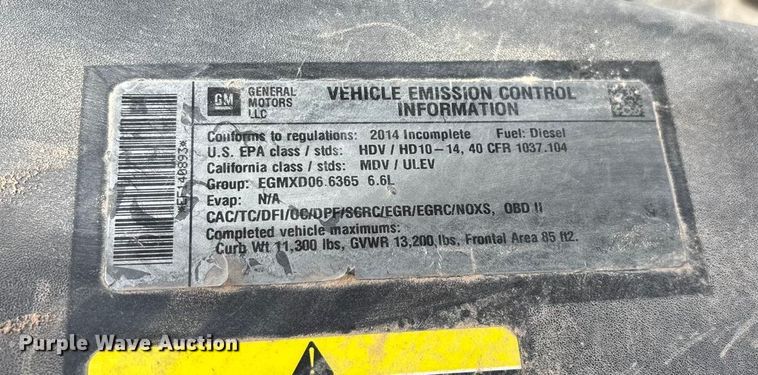 GM
GENERAL
MOTORS
LLC
VEHICLE EMISSION CONTROL
INFORMATION
Conforms to regulations: 2014 Incomplete Fuel: Diesel
U.S. EPA class / stds: HDV / HD10-14, 40 CFR 1037.104
California class / stds: MDV / ULEV
Group: EGMXD06.6365 6.6L
Evap: N/A
CAC/TC/DFI/OC/DPF/SCRC/EGR/EGRC/NOXS, OBD II
Completed vehicle maximums:
Curb Wt 11,300 lbs, GVWR 13,200 lbs, Frontal Area 85 ft2.
*EF140893*
Purple Wave Auction